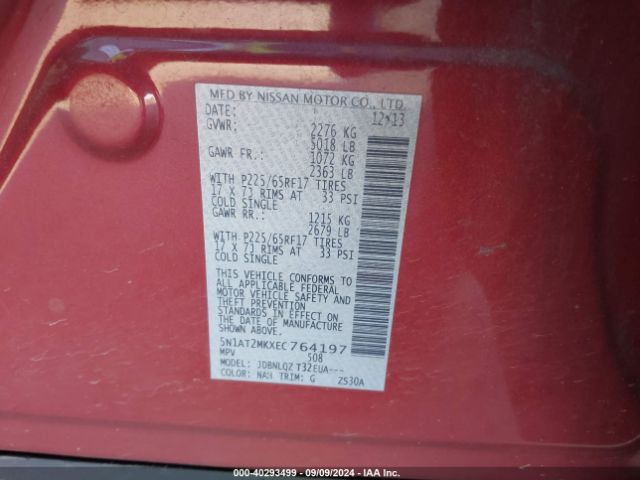 MFD BY NISSAN MOTOR CO., LTD.
DATE: 12*13
GVWR: 2276 KG
5018 LB
GAWR FR.: 1072 KG
2363 LB
WITH P225/65RF17 TIRES
17 X 7J RIMS AT 33 PSI
COLD SINGLE
GAWR RR.: 1215 KG
2679 LB
WITH P225/65RF17 TIRES
17 X 7J RIMS AT 33 PSI
COLD SINGLE
THIS VEHICLE CONFORMS TO
ALL APPLICABLE FEDERAL
MOTOR VEHICLE SAFETY AND
THEFT PREVENTION
STANDARDS IN EFFECT ON
THE DATE OF MANUFACTURE
SHOWN ABOVE.
5N1AT2MKXEC764197
MPV 508
MODEL: JDBNLQZ T32EUA---
COLOR: NAH TRIM: G ZS30A
000-40293499 - 09/09/2024 - IAA Inc.